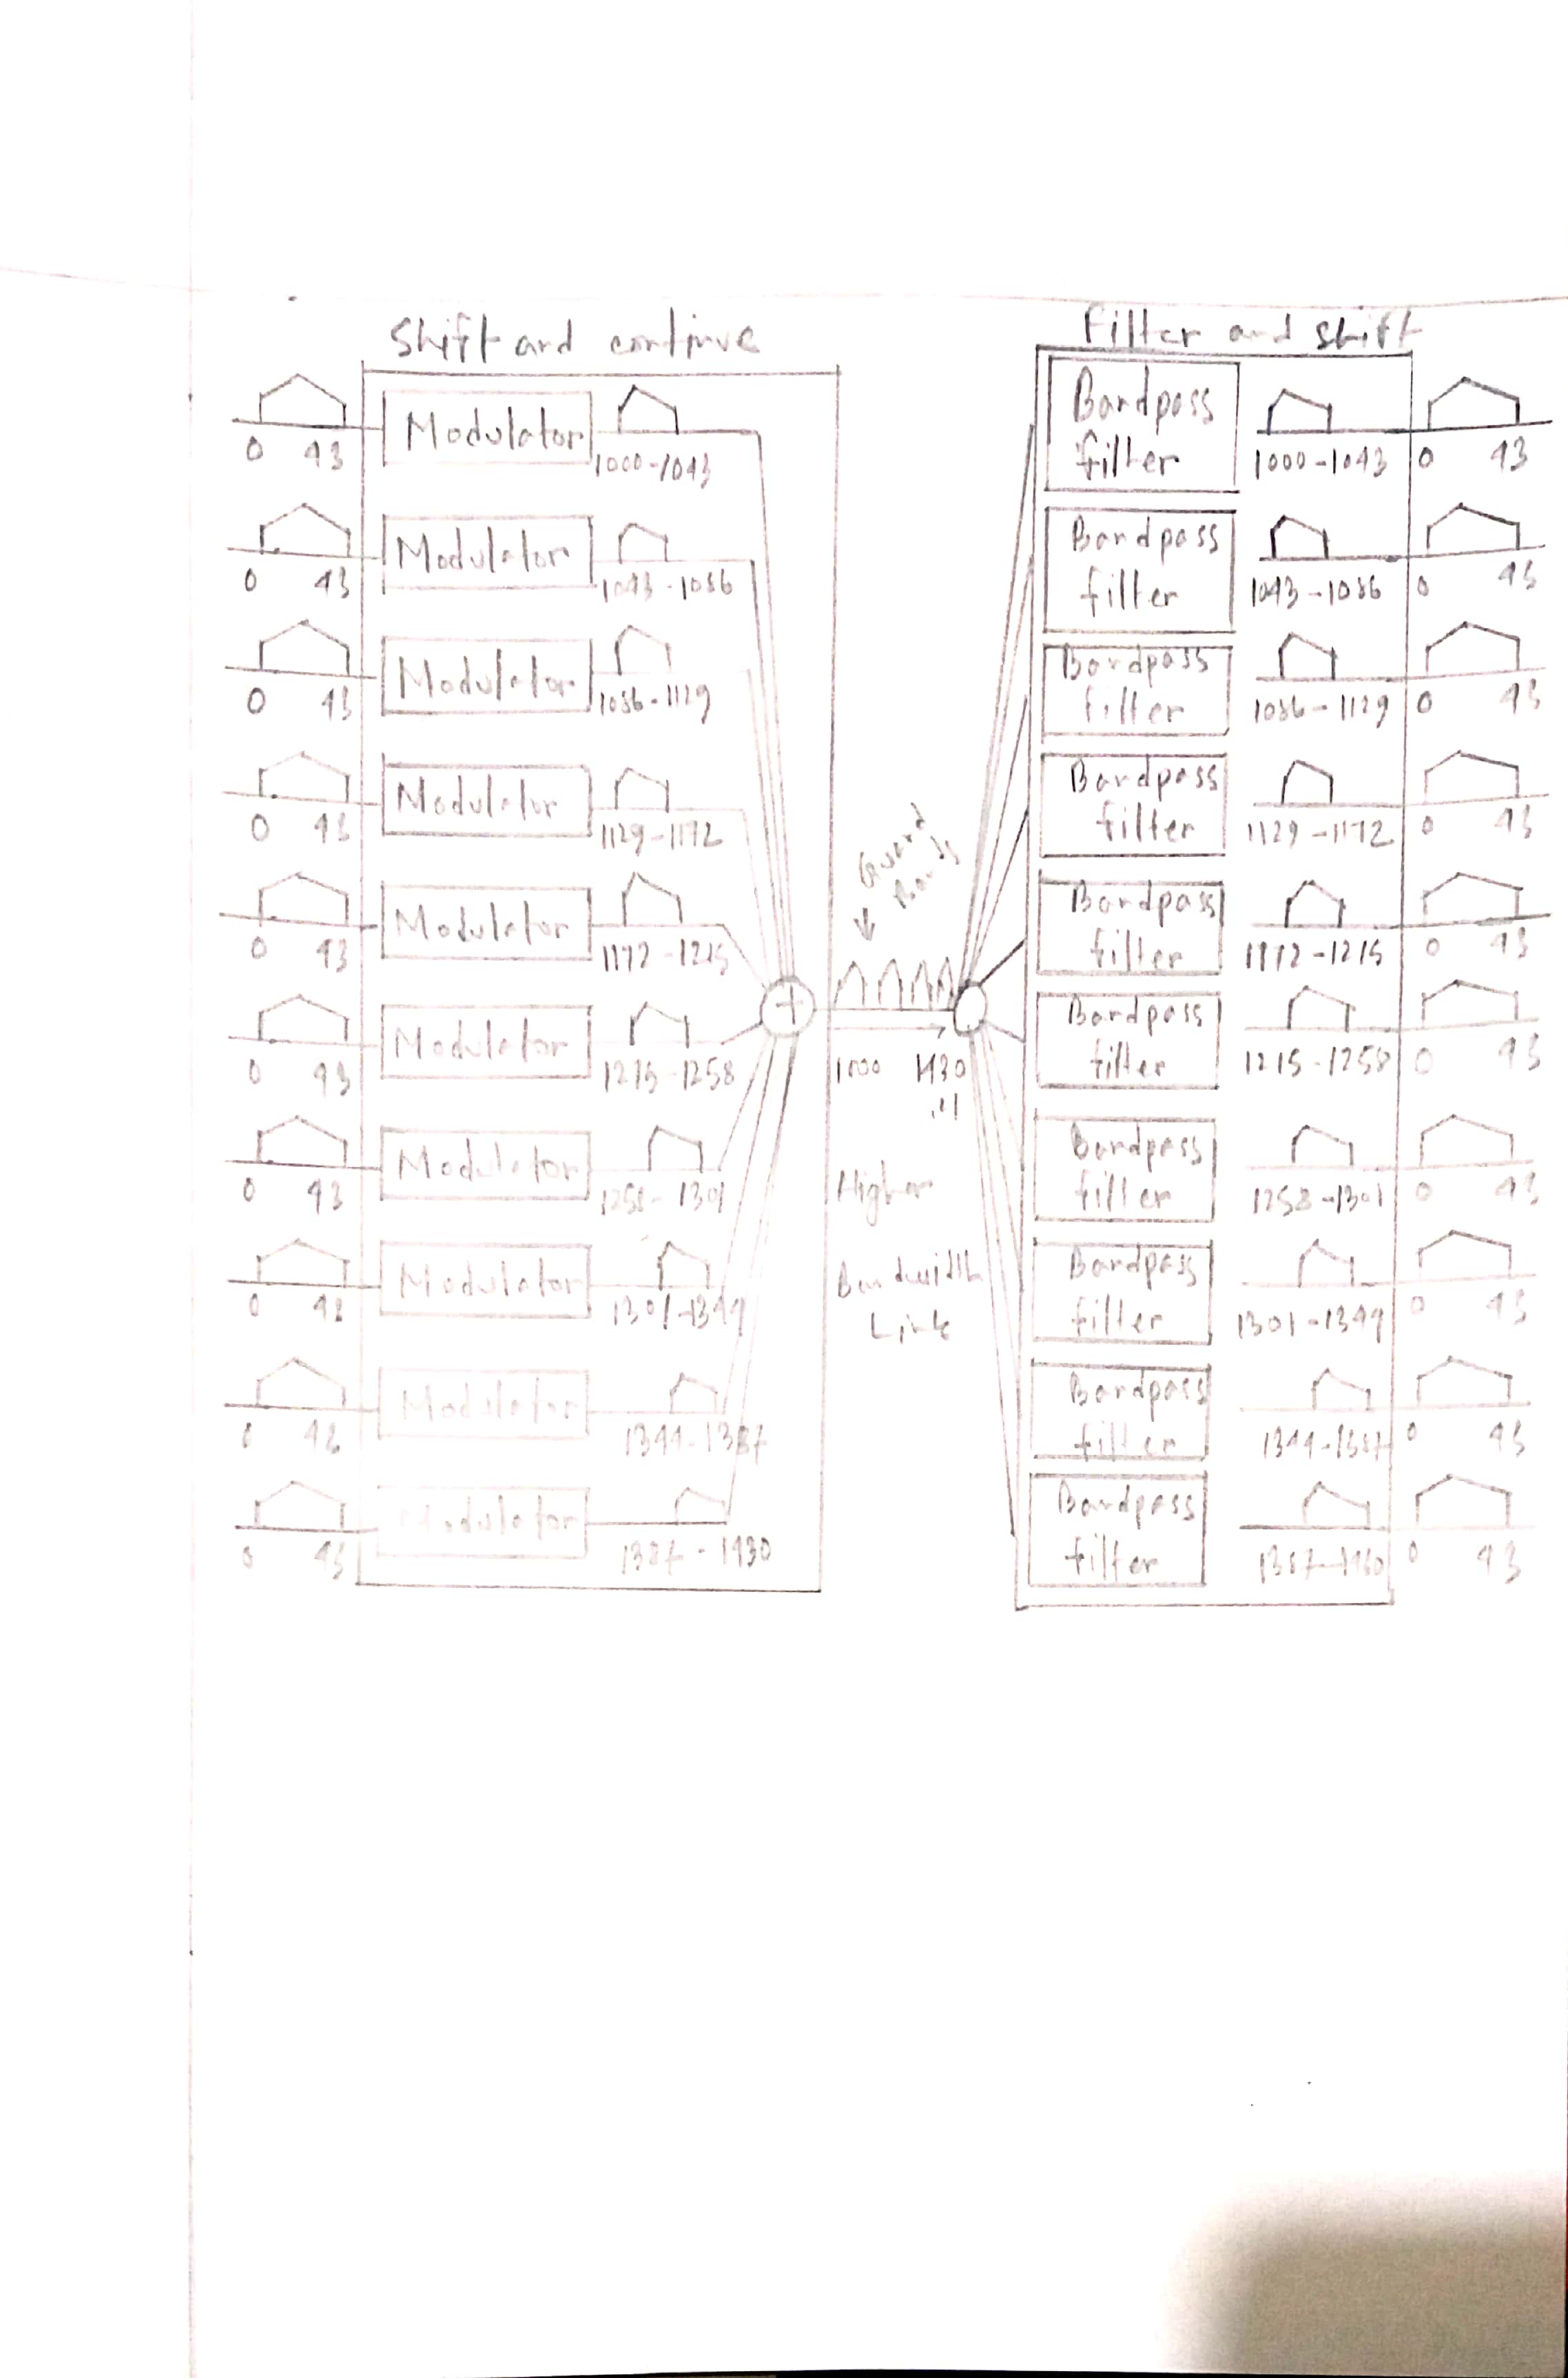 Shift and continue
Filter and shift
0 43 Modulator 1000-1043
Bandpass filter 1000-1043 0 43
0 43 Modulator 1043-1086
Bandpass filter 1043-1086 0 43
0 43 Modulator 1086-1129
Bandpass filter 1086-1129 0 43
0 43 Modulator 1129-1172
Bandpass filter 1129-1172 0 43
Guard
Bands
0 43 Modulator 1172-1215
Bandpass filter 1172-1215 0 43
+
0 43 Modulator 1215-1258
1000 1430
Bandpass filter 1215-1258 0 43
0 43 Modulator 1258-1301
Higher
Bandpass filter 1258-1301 0 43
0 43 Modulator 1301-1344
Bandwidth
Link
Bandpass filter 1301-1344 0 43
0 43 Modulator 1344-1387
Bandpass filter 1344-1387 0 43
0 43 Modulator 1387-1430
Bandpass filter 1387-1430 0 43